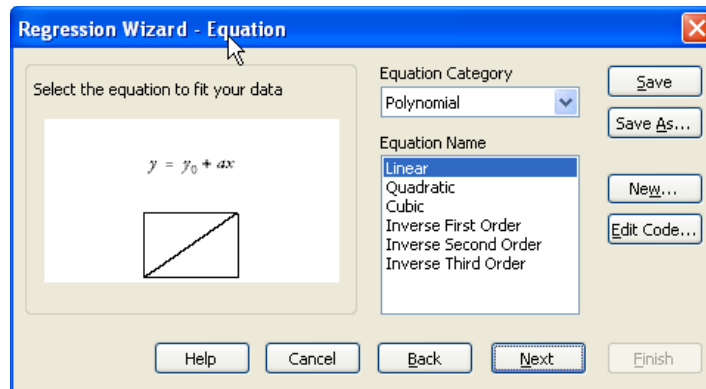 Regression Wizard - Equation
Select the equation to fit your data
y = y₀ + ax
Equation Category
Polynomial
Equation Name
Linear
Quadratic
Cubic
Inverse First Order
Inverse Second Order
Inverse Third Order
Save
Save As...
New...
Edit Code...
Help
Cancel
Back
Next
Finish